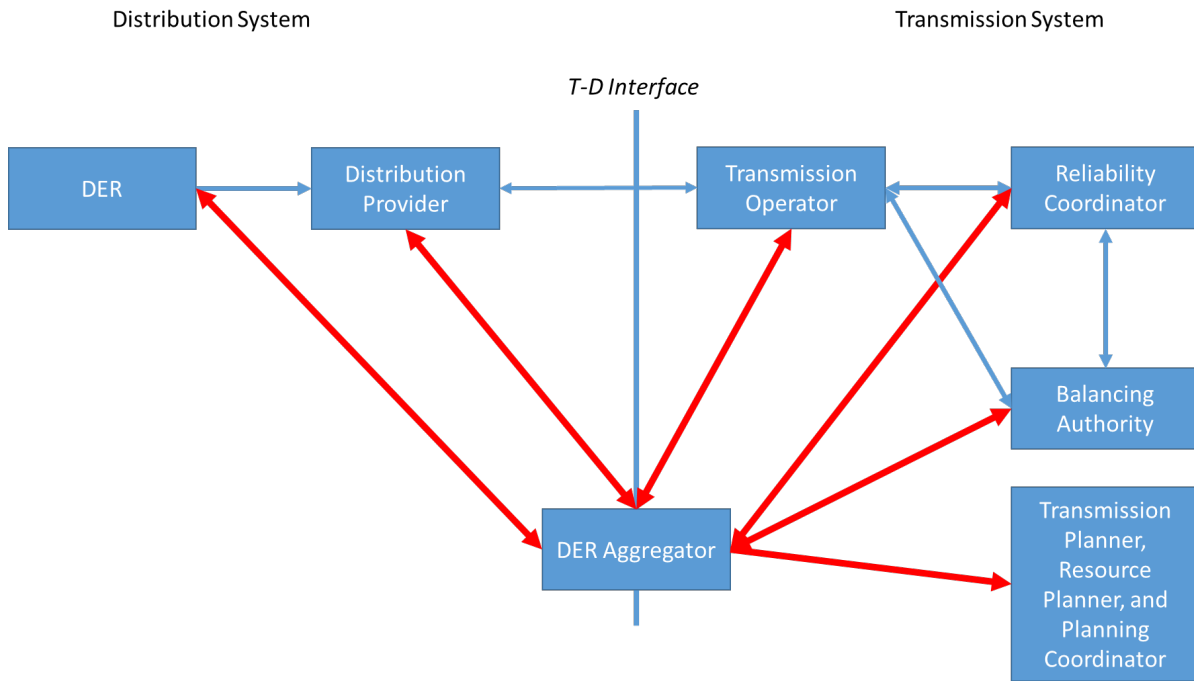 Distribution System
Transmission System
T-D Interface
DER
Distribution
Provider
Transmission
Operator
Reliability
Coordinator
Balancing
Authority
DER Aggregator
Transmission
Planner,
Resource
Planner, and
Planning
Coordinator